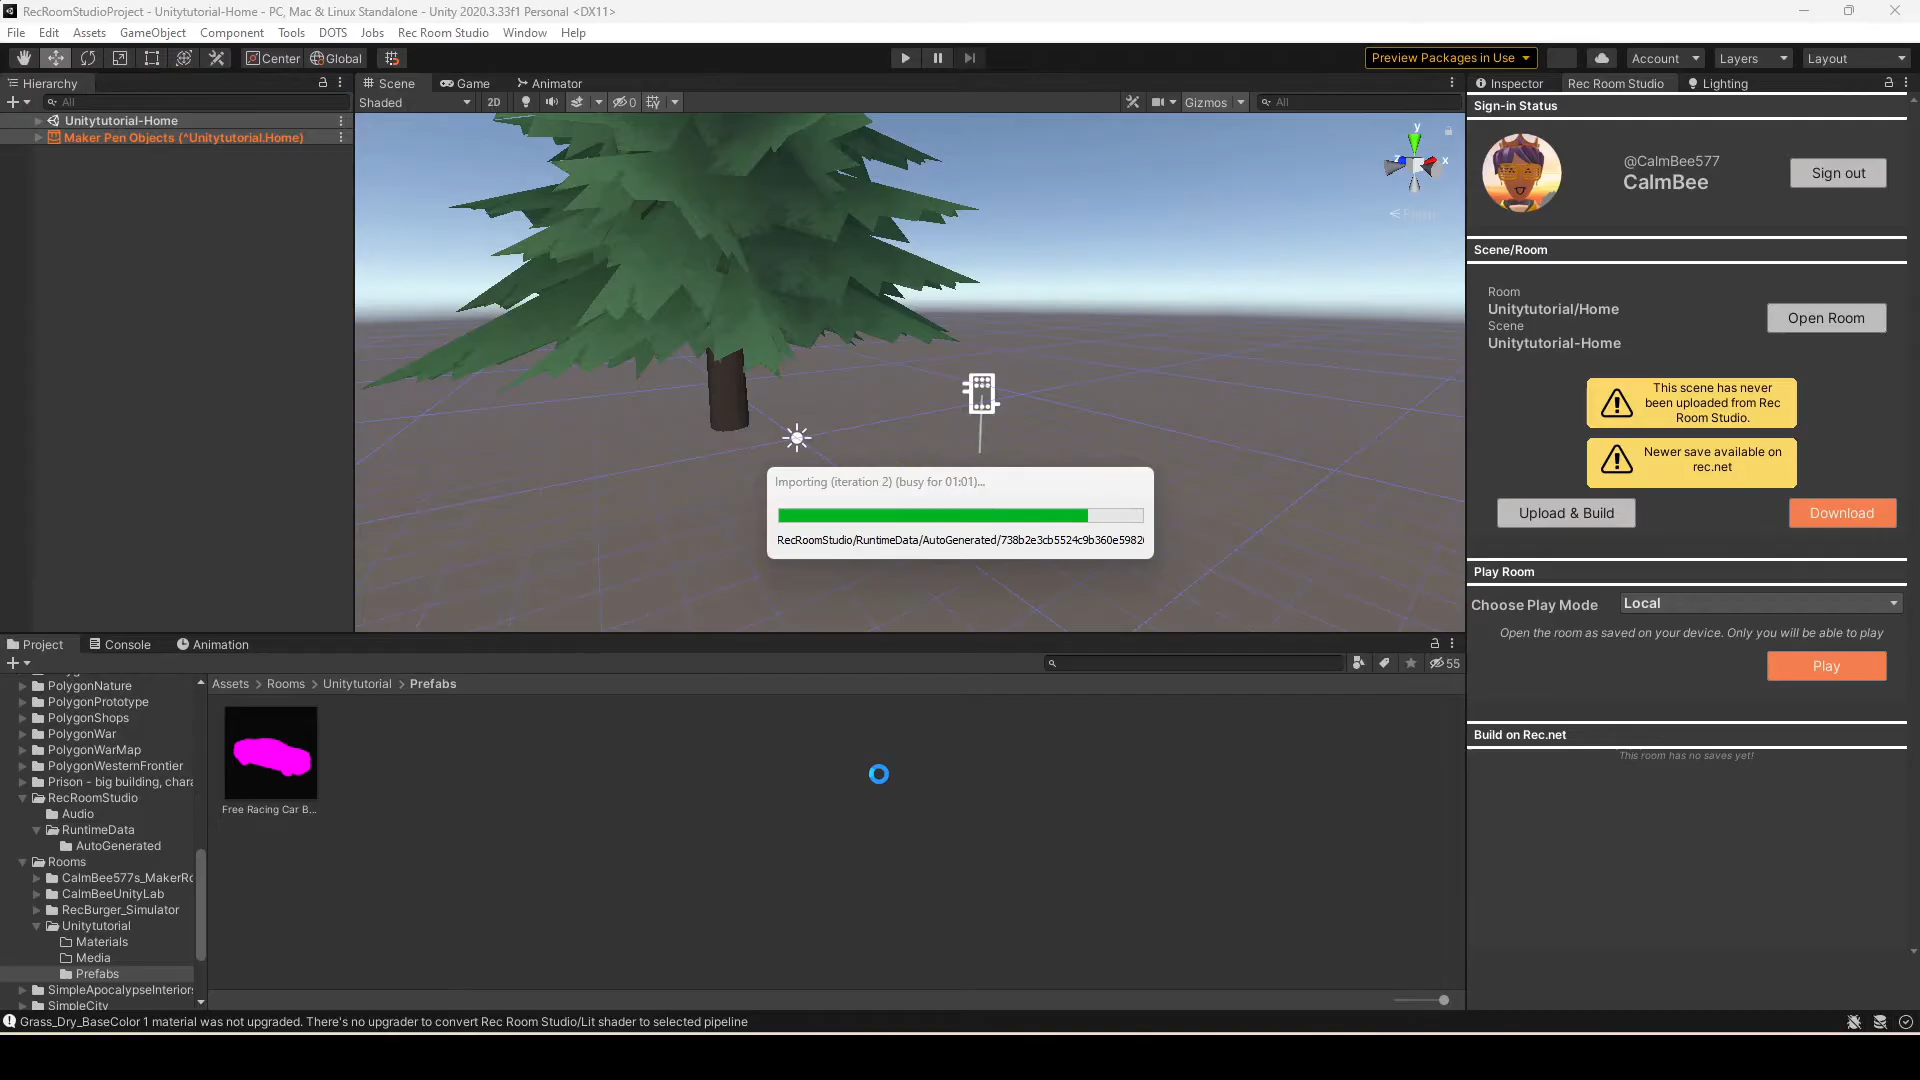 RecRoomStudioProject - Unitytutorial-Home - PC, Mac & Linux Standalone - Unity 2020.3.33f1 Personal <DX11>
File Edit Assets GameObject Component Tools DOTS Jobs Rec Room Studio Window Help
Center Global Preview Packages in Use Account Layers Layout
Hierarchy Scene Game Animator Inspector Rec Room Studio Lighting
All Shaded 2D 0 Gizmos All
Unitytutorial-Home
Maker Pen Objects (^Unitytutorial.Home)
y
x
z
Sign-in Status
@CalmBee577
CalmBee
Sign out
Scene/Room
Room
Unitytutorial/Home
Scene
Unitytutorial-Home
Open Room
This scene has never
been uploaded from Rec
Room Studio.
Newer save available on
rec.net
Upload & Build
Download
Play Room
Choose Play Mode Local
Open the room as saved on your device. Only you will be able to play
Play
Build on Rec.net
This room has no saves yet!
Importing (iteration 2) (busy for 01:01)...
RecRoomStudio/RuntimeData/AutoGenerated/738b2e3cb5524c9b360e5982
Project Console Animation
55
Assets > Rooms > Unitytutorial > Prefabs
PolygonNature
PolygonPrototype
PolygonShops
PolygonWar
PolygonWarMap
PolygonWesternFrontier
Prison - big building, chara
RecRoomStudio
Audio
RuntimeData
AutoGenerated
Rooms
CalmBee577s_MakerRo
CalmBeeUnityLab
RecBurger_Simulator
Unitytutorial
Materials
Media
Prefabs
SimpleApocalypseInteriors
SimpleCity
Free Racing Car B...
Grass_Dry_BaseColor 1 material was not upgraded. There's no upgrader to convert Rec Room Studio/Lit shader to selected pipeline